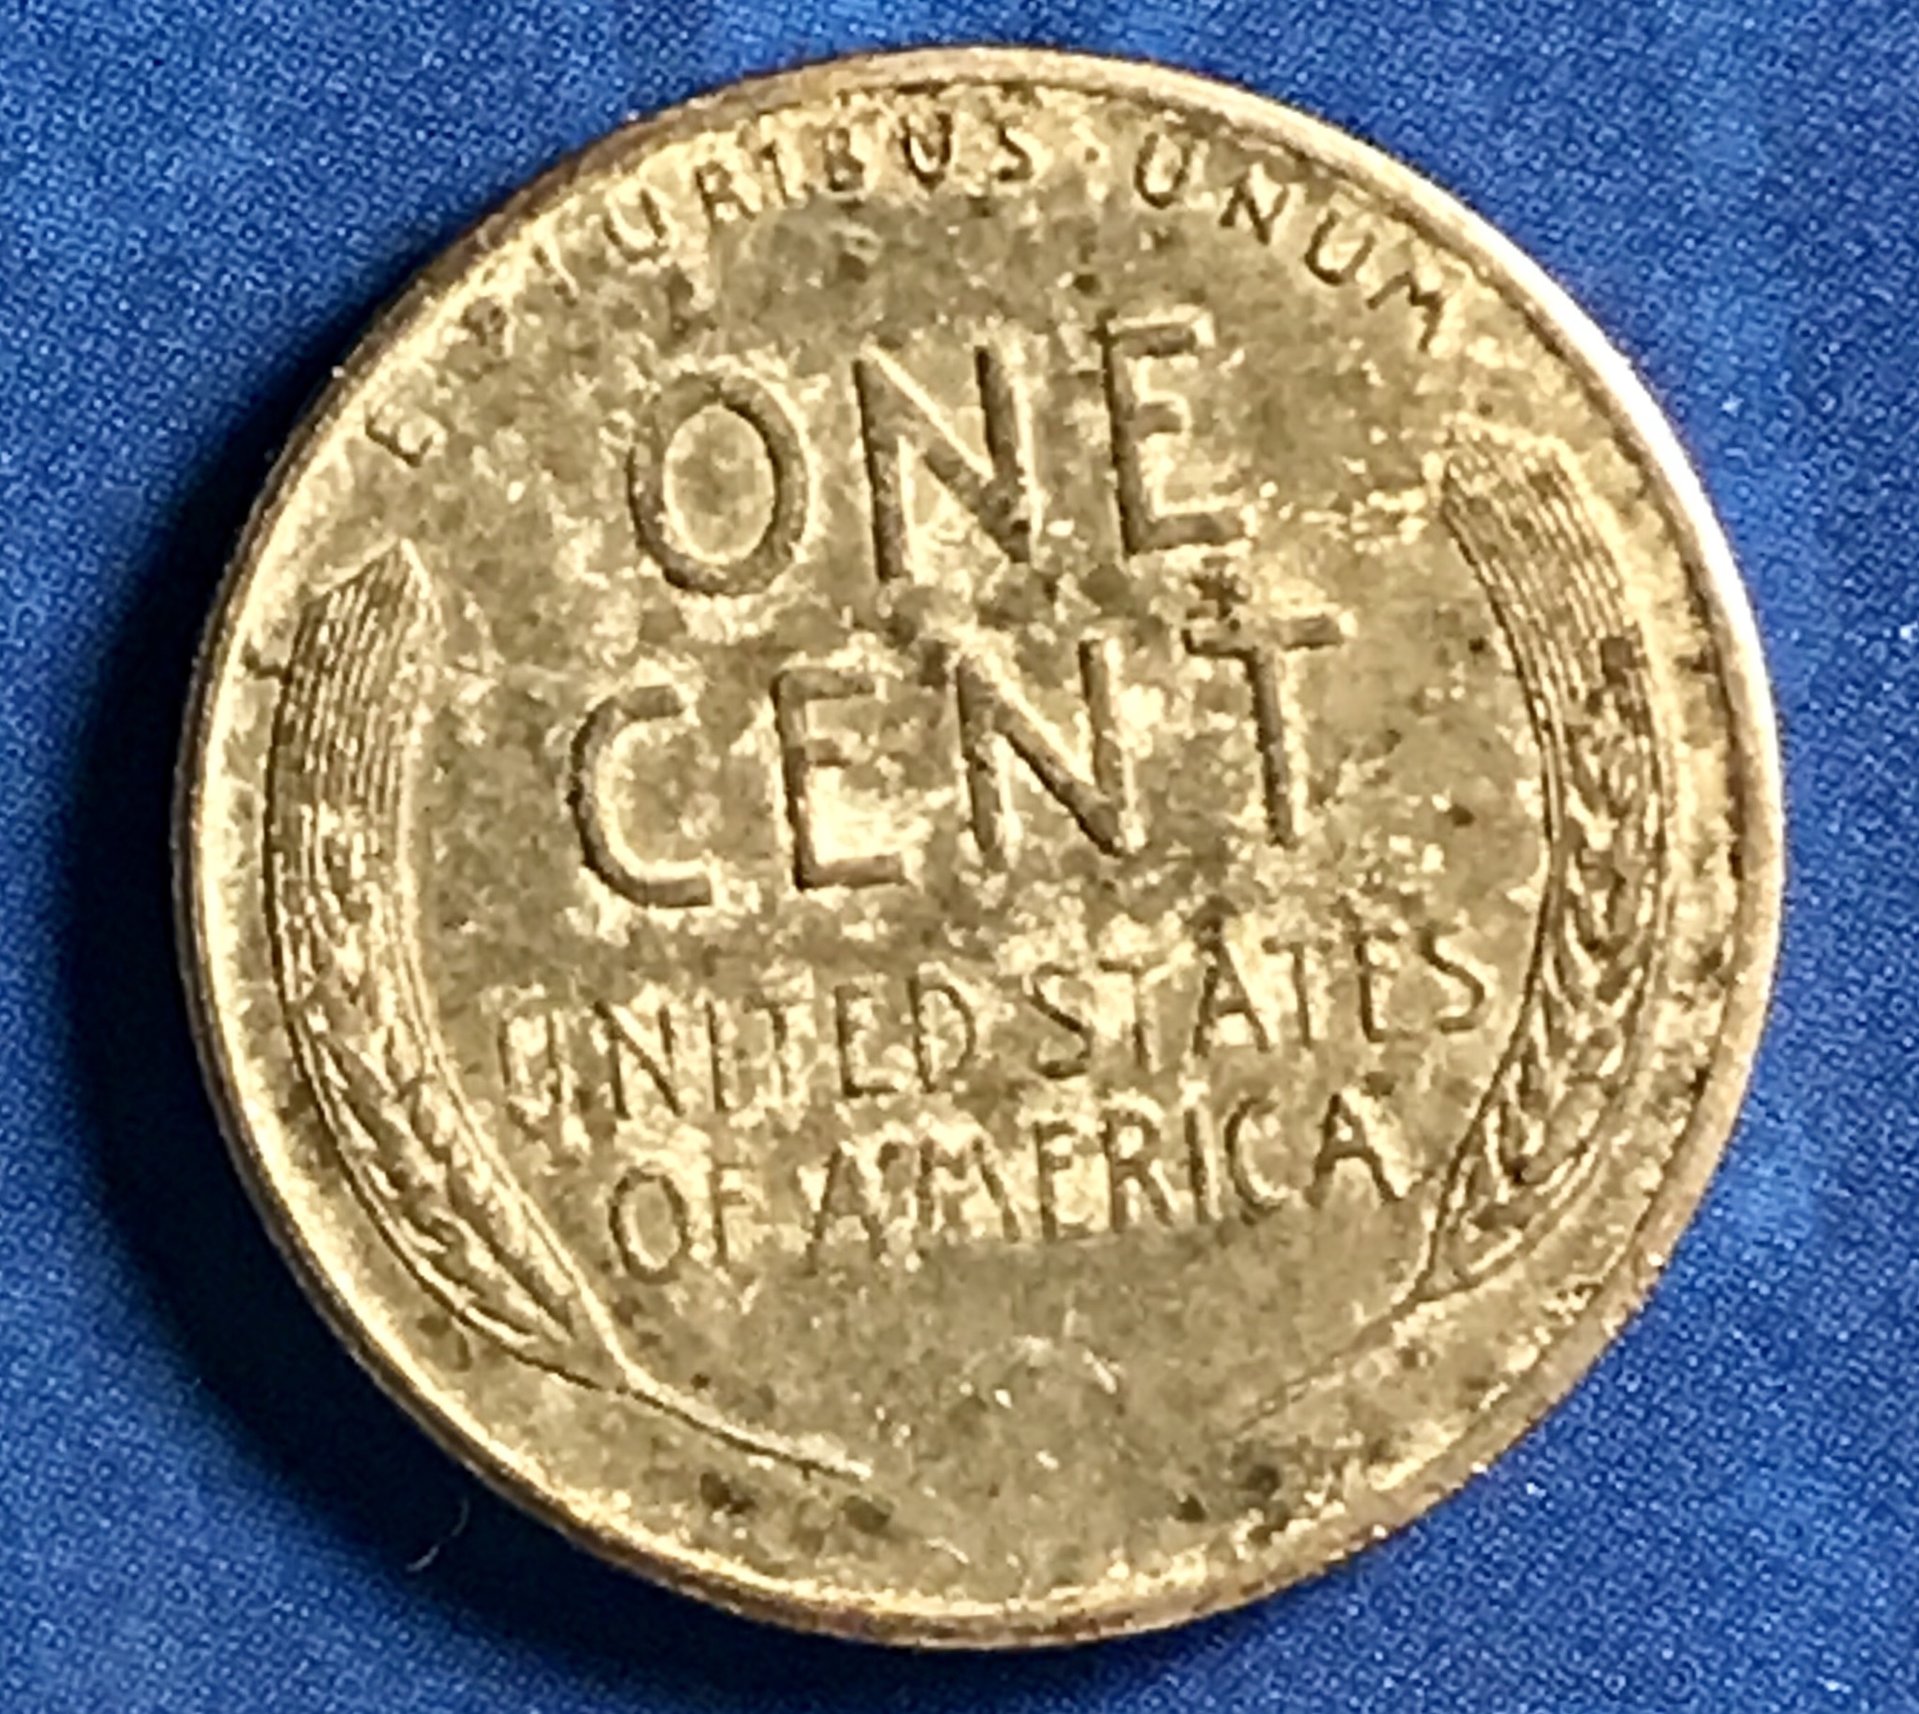 E·PLURIBUS·UNUM
ONE
CENT
UNITED STATES
OF AMERICA